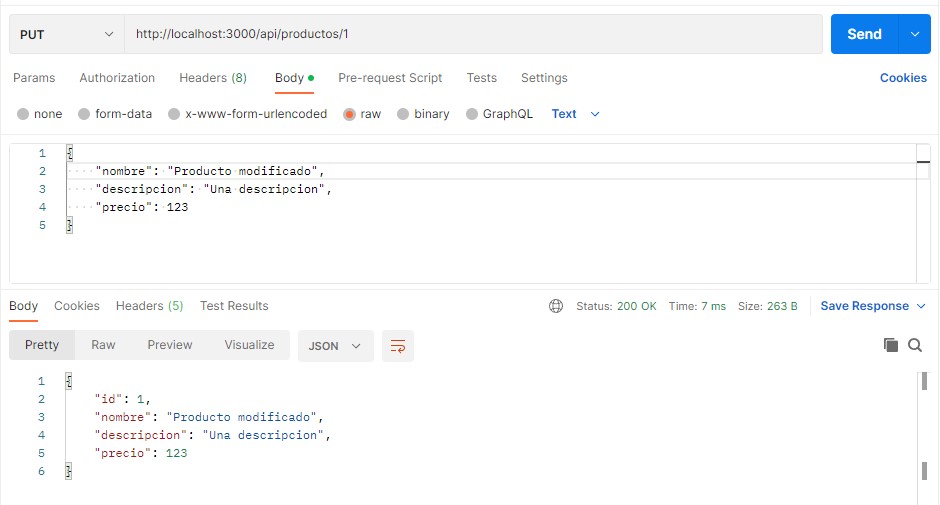 PUT http://localhost:3000/api/productos/1 Send
Params Authorization Headers (8) Body Pre-request Script Tests Settings Cookies
none form-data x-www-form-urlencoded raw binary GraphQL Text
1 {
2 "nombre": "Producto modificado",
3 "descripcion": "Una descripcion",
4 "precio": 123
5 }
Body Cookies Headers (5) Test Results Status: 200 OK Time: 7 ms Size: 263 B Save Response
Pretty Raw Preview Visualize JSON
1 {
2 "id": 1,
3 "nombre": "Producto modificado",
4 "descripcion": "Una descripcion",
5 "precio": 123
6 }